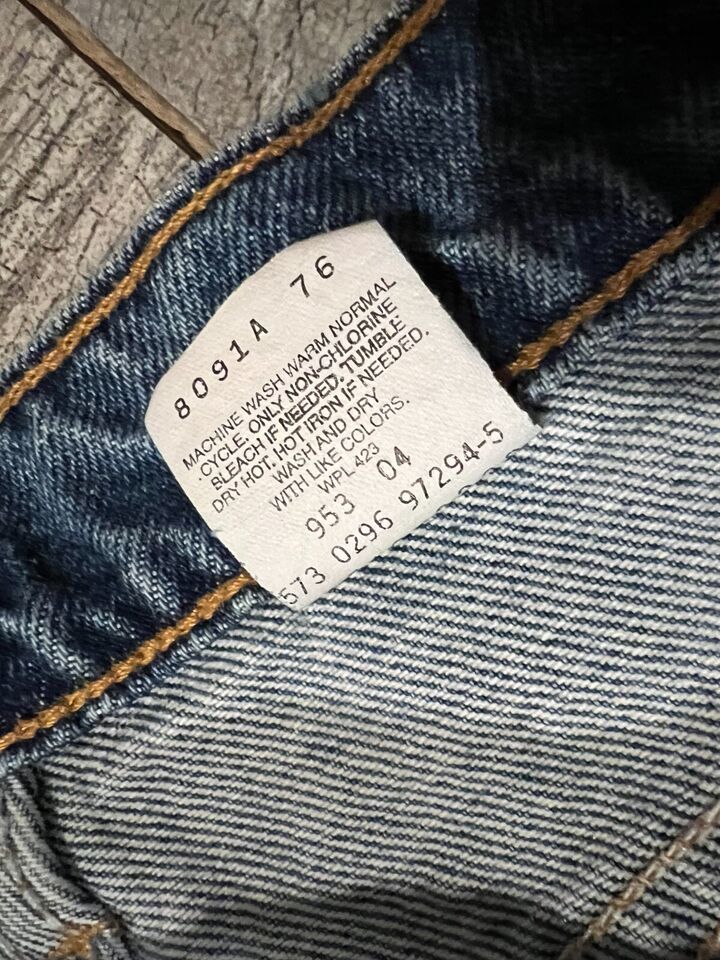 8091A 76
MACHINE WASH WARM NORMAL
CYCLE. ONLY NON-CHLORINE
BLEACH IF NEEDED. TUMBLE
DRY HOT. HOT IRON IF NEEDED.
WASH AND DRY
WITH LIKE COLORS.
WPL 423
953 04
573 0296 97294-5